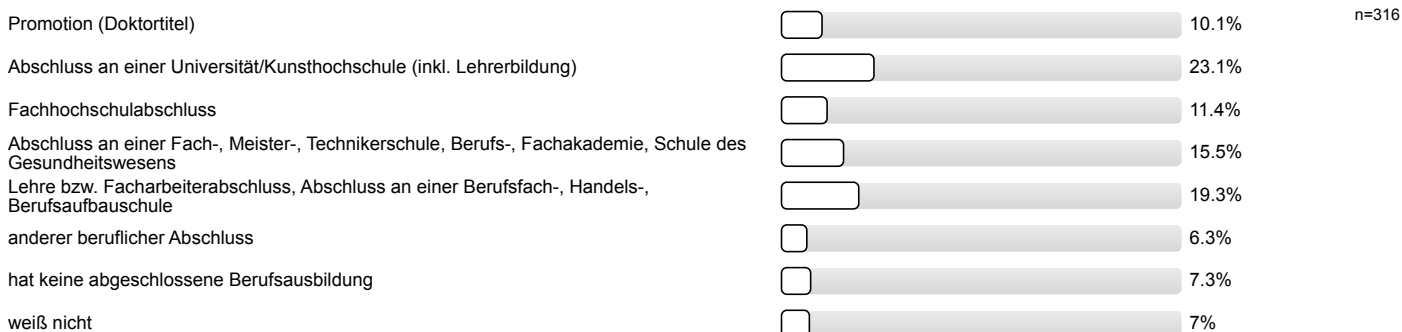 Promotion (Doktortitel) 10.1% n=316
Abschluss an einer Universität/Kunsthochschule (inkl. Lehrerbildung) 23.1%
Fachhochschulabschluss 11.4%
Abschluss an einer Fach-, Meister-, Technikerschule, Berufs-, Fachakademie, Schule des
Gesundheitswesens 15.5%
Lehre bzw. Facharbeiterabschluss, Abschluss an einer Berufsfach-, Handels-,
Berufsaufbauschule 19.3%
anderer beruflicher Abschluss 6.3%
hat keine abgeschlossene Berufsausbildung 7.3%
weiß nicht 7%